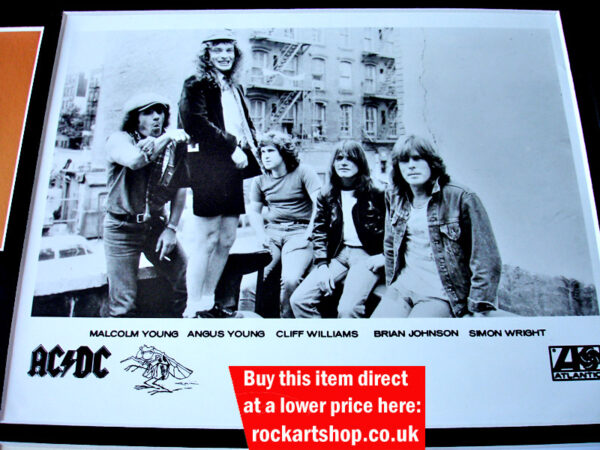 MALCOLM YOUNG ANGUS YOUNG CLIFF WILLIAMS BRIAN JOHNSON SIMON WRIGHT
AC⚡DC
ATLANTIC
Buy this item direct
at a lower price here:
rockartshop.co.uk